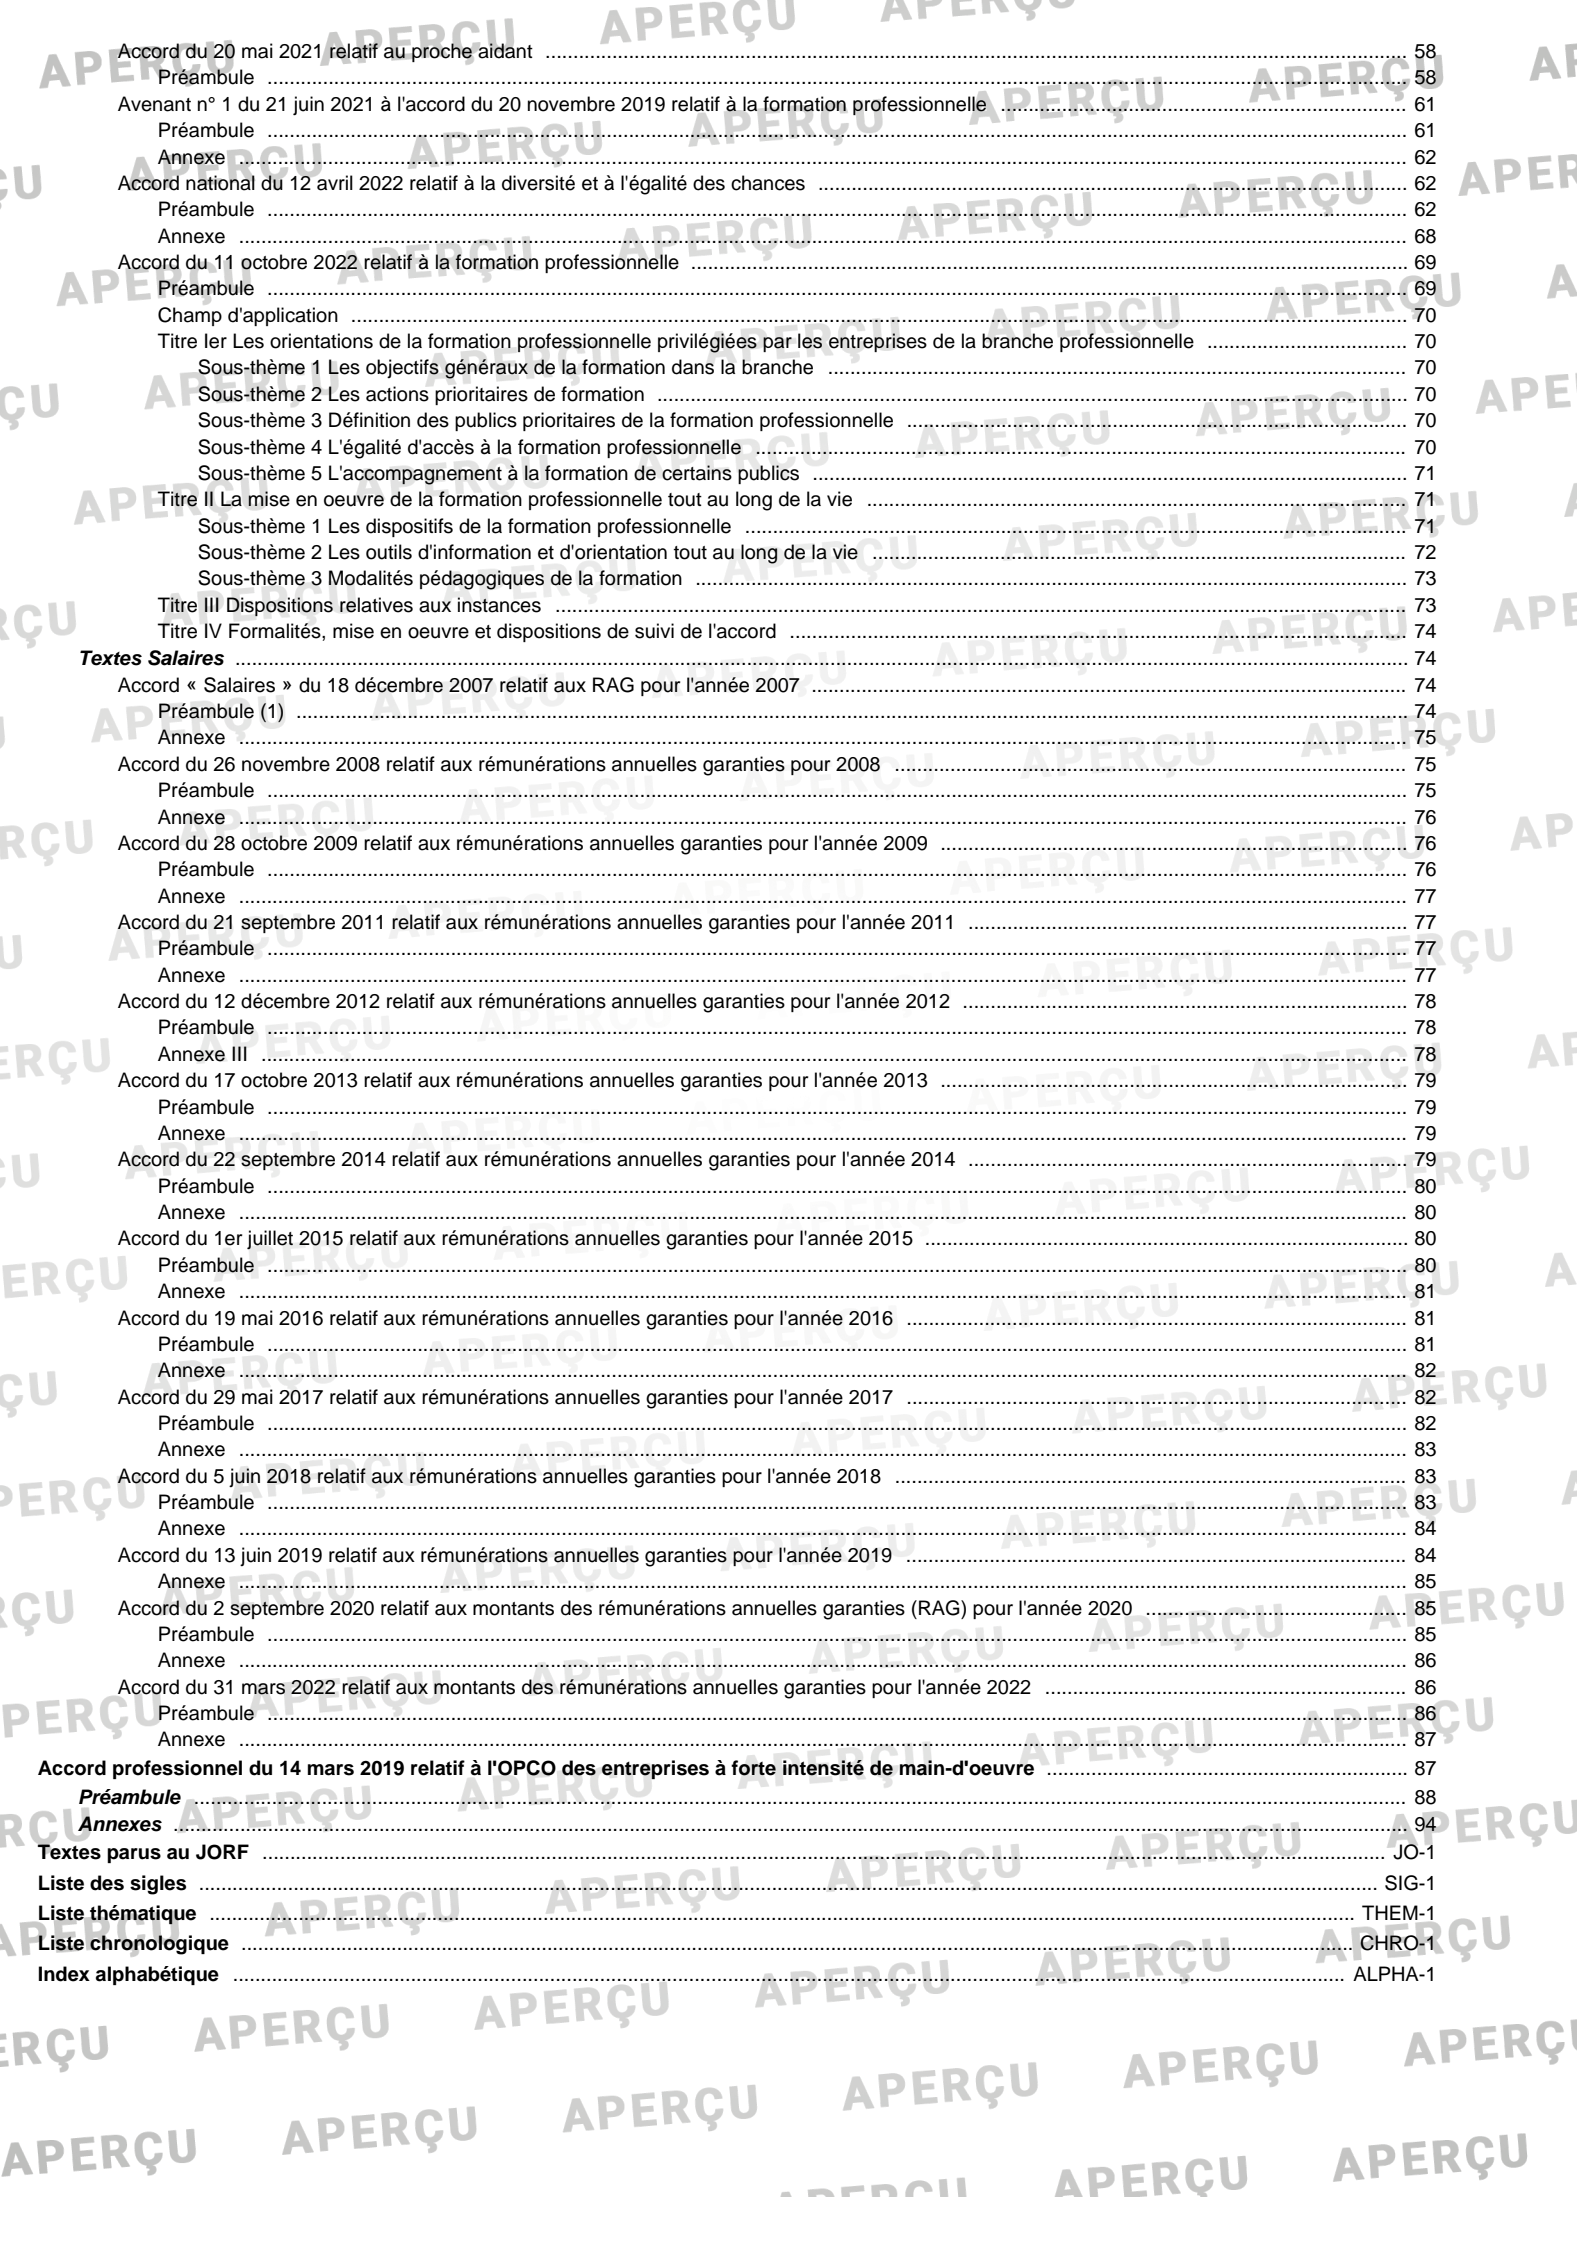 Accord du 20 mai 2021 relatif au proche aidant ........ 58
Préambule ........ 58
Avenant n° 1 du 21 juin 2021 à l'accord du 20 novembre 2019 relatif à la formation professionnelle ........ 61
Préambule ........ 61
Annexe ........ 62
Accord national du 12 avril 2022 relatif à la diversité et à l'égalité des chances ........ 62
Préambule ........ 62
Annexe ........ 68
Accord du 11 octobre 2022 relatif à la formation professionnelle ........ 69
Préambule ........ 69
Champ d'application ........ 70
Titre Ier Les orientations de la formation professionnelle privilégiées par les entreprises de la branche professionnelle ........ 70
Sous-thème 1 Les objectifs généraux de la formation dans la branche ........ 70
Sous-thème 2 Les actions prioritaires de formation ........ 70
Sous-thème 3 Définition des publics prioritaires de la formation professionnelle ........ 70
Sous-thème 4 L'égalité d'accès à la formation professionnelle ........ 70
Sous-thème 5 L'accompagnement à la formation de certains publics ........ 71
Titre II La mise en oeuvre de la formation professionnelle tout au long de la vie ........ 71
Sous-thème 1 Les dispositifs de la formation professionnelle ........ 71
Sous-thème 2 Les outils d'information et d'orientation tout au long de la vie ........ 72
Sous-thème 3 Modalités pédagogiques de la formation ........ 73
Titre III Dispositions relatives aux instances ........ 73
Titre IV Formalités, mise en oeuvre et dispositions de suivi de l'accord ........ 74
Textes Salaires ........ 74
Accord « Salaires » du 18 décembre 2007 relatif aux RAG pour l'année 2007 ........ 74
Préambule (1) ........ 74
Annexe ........ 75
Accord du 26 novembre 2008 relatif aux rémunérations annuelles garanties pour 2008 ........ 75
Préambule ........ 75
Annexe ........ 76
Accord du 28 octobre 2009 relatif aux rémunérations annuelles garanties pour l'année 2009 ........ 76
Préambule ........ 76
Annexe ........ 77
Accord du 21 septembre 2011 relatif aux rémunérations annuelles garanties pour l'année 2011 ........ 77
Préambule ........ 77
Annexe ........ 77
Accord du 12 décembre 2012 relatif aux rémunérations annuelles garanties pour l'année 2012 ........ 78
Préambule ........ 78
Annexe III ........ 78
Accord du 17 octobre 2013 relatif aux rémunérations annuelles garanties pour l'année 2013 ........ 79
Préambule ........ 79
Annexe ........ 79
Accord du 22 septembre 2014 relatif aux rémunérations annuelles garanties pour l'année 2014 ........ 79
Préambule ........ 80
Annexe ........ 80
Accord du 1er juillet 2015 relatif aux rémunérations annuelles garanties pour l'année 2015 ........ 80
Préambule ........ 80
Annexe ........ 81
Accord du 19 mai 2016 relatif aux rémunérations annuelles garanties pour l'année 2016 ........ 81
Préambule ........ 81
Annexe ........ 82
Accord du 29 mai 2017 relatif aux rémunérations annuelles garanties pour l'année 2017 ........ 82
Préambule ........ 82
Annexe ........ 83
Accord du 5 juin 2018 relatif aux rémunérations annuelles garanties pour l'année 2018 ........ 83
Préambule ........ 83
Annexe ........ 84
Accord du 13 juin 2019 relatif aux rémunérations annuelles garanties pour l'année 2019 ........ 84
Annexe ........ 85
Accord du 2 septembre 2020 relatif aux montants des rémunérations annuelles garanties (RAG) pour l'année 2020 ........ 85
Préambule ........ 85
Annexe ........ 86
Accord du 31 mars 2022 relatif aux montants des rémunérations annuelles garanties pour l'année 2022 ........ 86
Préambule ........ 86
Annexe ........ 87
Accord professionnel du 14 mars 2019 relatif à l'OPCO des entreprises à forte intensité de main-d'oeuvre ........ 87
Préambule ........ 88
Annexes ........ 94
Textes parus au JORF ........ JO-1
Liste des sigles ........ SIG-1
Liste thématique ........ THEM-1
Liste chronologique ........ CHRO-1
Index alphabétique ........ ALPHA-1
APERÇU